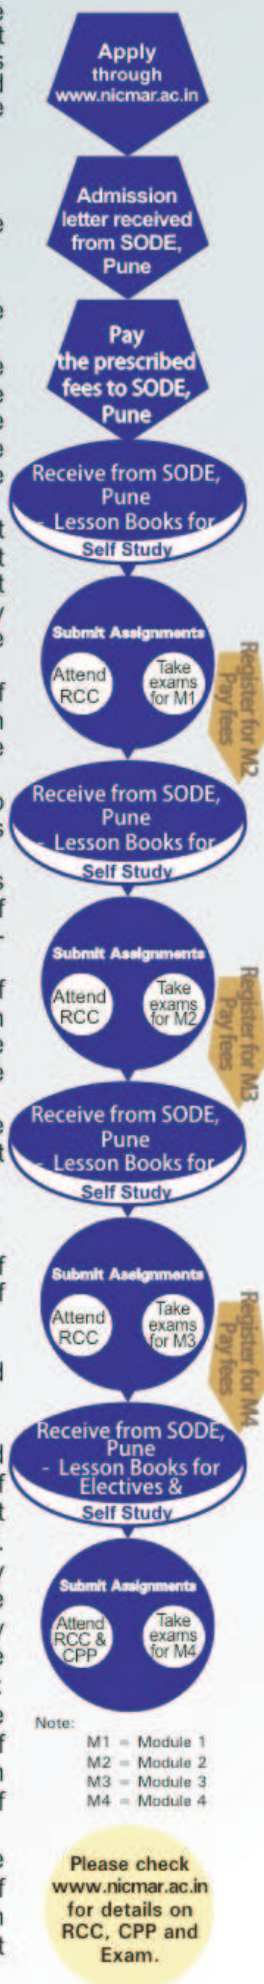 Apply
through
www.nicmar.ac.in
Admission
letter received
from SODE,
Pune
Pay
the prescribed
fees to SODE,
Pune
Receive from SODE,
Pune
- Lesson Books for
Self Study
Submit Assignments
Attend
RCC
Take
exams
for M1
Register for M2
Pay fees
Receive from SODE,
Pune
- Lesson Books for
Self Study
Submit Assignments
Attend
RCC
Take
exams
for M2
Register for M3
Pay fees
Receive from SODE,
Pune
- Lesson Books for
Self Study
Submit Assignments
Attend
RCC
Take
exams
for M3
Register for M4
Pay fees
Receive from SODE,
Pune
- Lesson Books for
Electives &
Self Study
Submit Assignments
Attend
RCC &
CPP
Take
exams
for M4
Note:
M1 = Module 1
M2 = Module 2
M3 = Module 3
M4 = Module 4
Please check
www.nicmar.ac.in
for details on
RCC, CPP and
Exam.